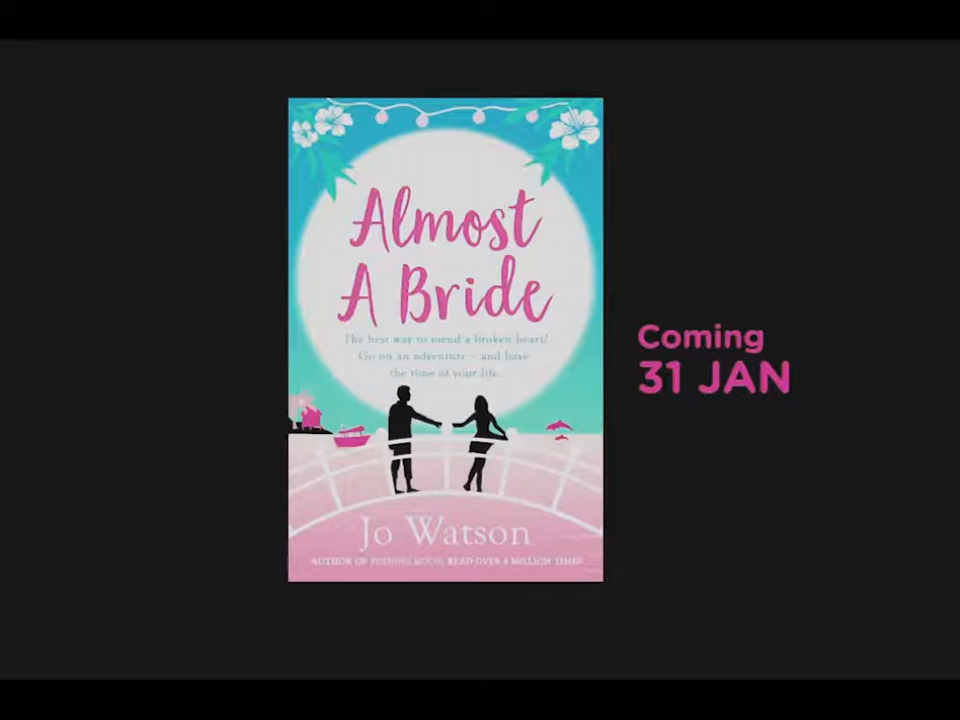 Almost
A Bride
The best way to mend a broken heart?
Go on an adventure – and have
the time of your life.
Jo Watson
AUTHOR OF BURNING MOON, READ OVER 6 MILLION TIMES
Coming
31 JAN